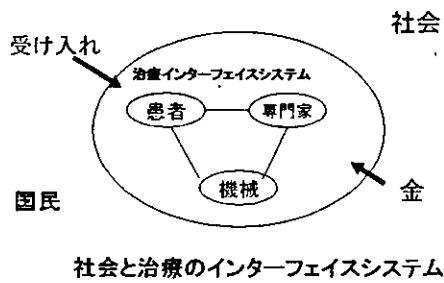 社会
受け入れ
治療インターフェイスシステム
患者
専門家
機械
国民
金
社会と治療のインターフェイスシステム